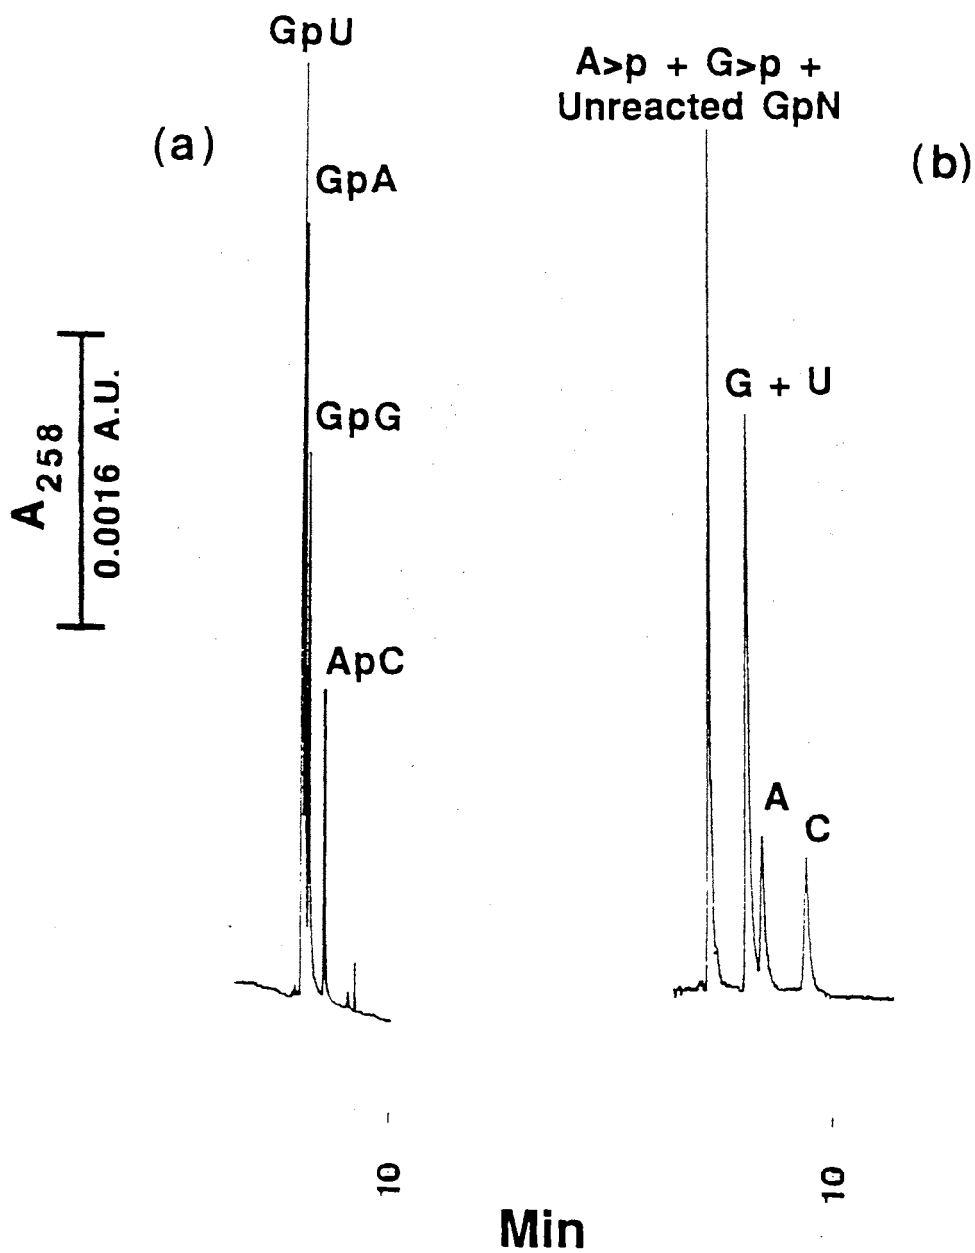 GpU
(a)
GpA
GpG
ApC
A258
0.0016 A.U.
A>p + G>p +
Unreacted GpN
(b)
G + U
A
C
10
10
Min